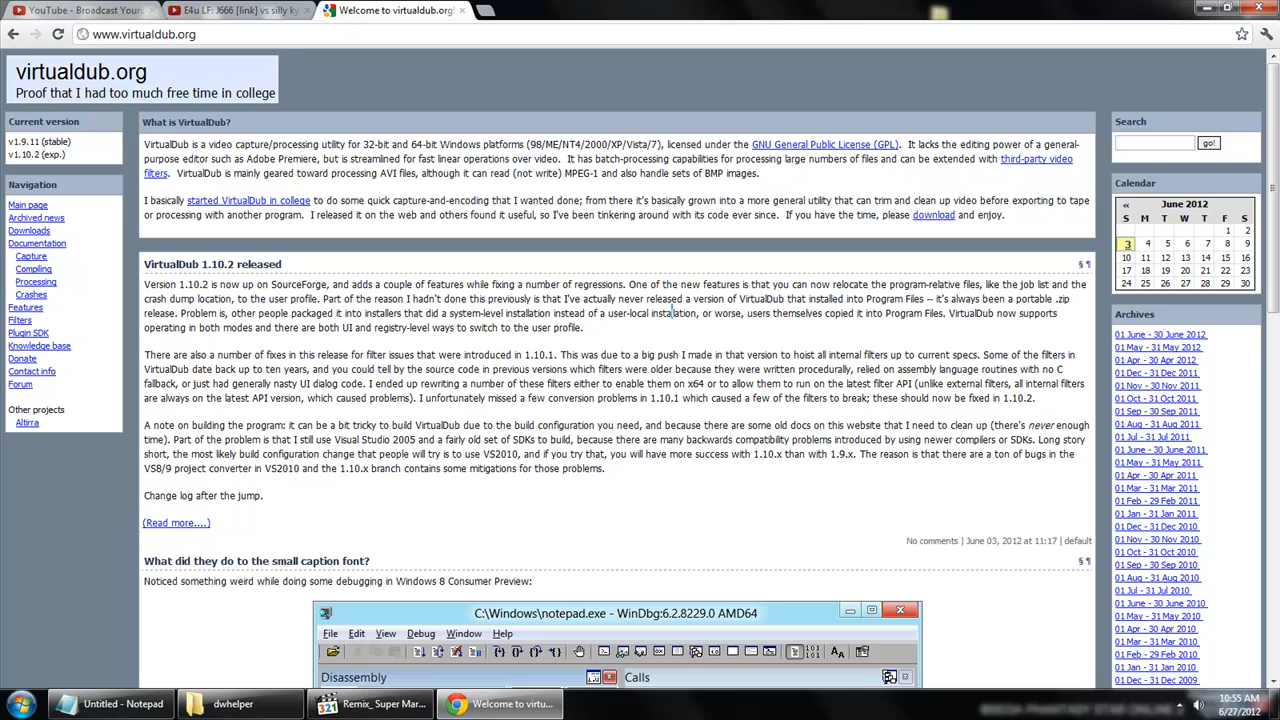 YouTube - Broadcast Your
E4u LF: J666 [link] vs silly ky
Welcome to virtualdub.org!
www.virtualdub.org
virtualdub.org
Proof that I had too much free time in college
Current version
v1.9.11 (stable)
v1.10.2 (exp.)
Navigation
Main page
Archived news
Downloads
Documentation
Capture
Compiling
Processing
Crashes
Features
Filters
Plugin SDK
Knowledge base
Donate
Contact info
Forum
Other projects
Altirra
What is VirtualDub?
VirtualDub is a video capture/processing utility for 32-bit and 64-bit Windows platforms (98/ME/NT4/2000/XP/Vista/7), licensed under the GNU General Public License (GPL). It lacks the editing power of a general-
purpose editor such as Adobe Premiere, but is streamlined for fast linear operations over video. It has batch-processing capabilities for processing large numbers of files and can be extended with third-party video
filters. VirtualDub is mainly geared toward processing AVI files, although it can read (not write) MPEG-1 and also handle sets of BMP images.
I basically started VirtualDub in college to do some quick capture-and-encoding that I wanted done; from there it's basically grown into a more general utility that can trim and clean up video before exporting to tape
or processing with another program. I released it on the web and others found it useful, so I've been tinkering around with its code ever since. If you have the time, please download and enjoy.
VirtualDub 1.10.2 released
§ ¶
Version 1.10.2 is now up on SourceForge, and adds a couple of features while fixing a number of regressions. One of the new features is that you can now relocate the program-relative files, like the job list and the
crash dump location, to the user profile. Part of the reason I hadn't done this previously is that I've actually never released a version of VirtualDub that installed into Program Files -- it's always been a portable .zip
release. Problem is, other people packaged it into installers that did a system-level installation instead of a user-local installation, or worse, users themselves copied it into Program Files. VirtualDub now supports
operating in both modes and there are both UI and registry-level ways to switch to the user profile.
There are also a number of fixes in this release for filter issues that were introduced in 1.10.1. This was due to a big push I made in that version to hoist all internal filters up to current specs. Some of the filters in
VirtualDub date back up to ten years, and you could tell by the source code in previous versions which filters were older because they were written procedurally, relied on assembly language routines with no C
fallback, or just had generally nasty UI dialog code. I ended up rewriting a number of these filters either to enable them on x64 or to allow them to run on the latest filter API (unlike external filters, all internal filters
are always on the latest API version, which caused problems). I unfortunately missed a few conversion problems in 1.10.1 which caused a few of the filters to break; these should now be fixed in 1.10.2.
A note on building the program: it can be a bit tricky to build VirtualDub due to the build configuration you need, and because there are some old docs on this website that I need to clean up (there's never enough
time). Part of the problem is that I still use Visual Studio 2005 and a fairly old set of SDKs to build, because there are many backwards compatibility problems introduced by using newer compilers or SDKs. Long story
short, the most likely build configuration change that people will try is to use VS2010, and if you try that, you will have more success with 1.10.x than with 1.9.x. The reason is that there are a ton of bugs in the
VS8/9 project converter in VS2010 and the 1.10.x branch contains some mitigations for those problems.
Change log after the jump.
(Read more....)
No comments | June 03, 2012 at 11:17 | default
What did they do to the small caption font?
§ ¶
Noticed something weird while doing some debugging in Windows 8 Consumer Preview:
C:\Windows\notepad.exe - WinDbg:6.2.8229.0 AMD64
File Edit View Debug Window Help
Disassembly
Calls
Search
go!
Calendar
« June 2012
S M T W T F S
1 2
3 4 5 6 7 8 9
10 11 12 13 14 15 16
17 18 19 20 21 22 23
24 25 26 27 28 29 30
Archives
01 June - 30 June 2012
01 May - 31 May 2012
01 Apr - 30 Apr 2012
01 Dec - 31 Dec 2011
01 Nov - 30 Nov 2011
01 Oct - 31 Oct 2011
01 Sep - 30 Sep 2011
01 Aug - 31 Aug 2011
01 Jul - 31 Jul 2011
01 June - 30 June 2011
01 May - 31 May 2011
01 Apr - 30 Apr 2011
01 Mar - 31 Mar 2011
01 Feb - 29 Feb 2011
01 Jan - 31 Jan 2011
01 Dec - 31 Dec 2010
01 Nov - 30 Nov 2010
01 Oct - 31 Oct 2010
01 Sep - 30 Sep 2010
01 Aug - 31 Aug 2010
01 Jul - 31 Jul 2010
01 June - 30 June 2010
01 May - 31 May 2010
01 Apr - 30 Apr 2010
01 Mar - 31 Mar 2010
01 Feb - 29 Feb 2010
01 Jan - 31 Jan 2010
01 Dec - 31 Dec 2009
Untitled - Notepad
dwhelper
Remix_ Super Mar...
Welcome to virtu...
10:55 AM
6/27/2012